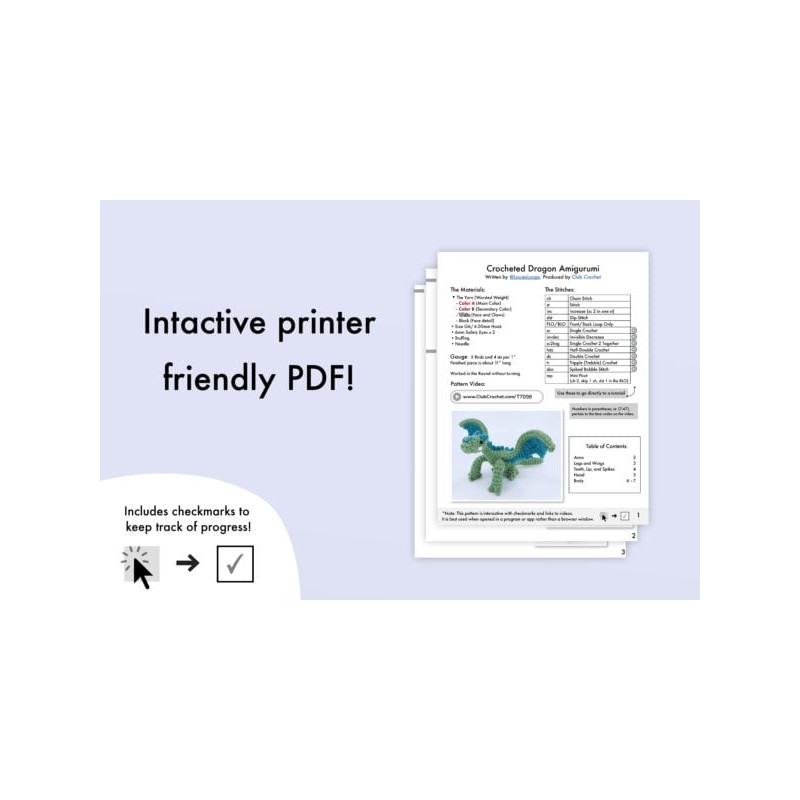 Intactive printer
friendly PDF!
Includes checkmarks to
keep track of progress!
Crocheted Dragon Amigurumi
Written by @LouiesLoops, Produced by Club Crochet
The Materials:
• The Yarn (Worsted Weight)
- Color A (Main Color)
- Color B (Secondary Color)
- White (Face and Claws)
- Black (Face detail)
• Size G6/ 4.00mm Hook
• 6mm Safety Eyes x 2
• Stuffing
• Needle
Gauge: 5 Rnds and 4 sts per 1"
Finished piece is about 11" long
Worked in the Round without turning.
Pattern Video:
www.ClubCrochet.com/T7098
The Stitches:
ch Chain Stitch
st Stitch
inc Increase (sc 2 in one st)
slst Slip Stitch
FLO/BLO Front/Back Loop Only
sc Single Crochet
invdec Invisible Decrease
sc2tog Single Crochet 2 Together
hdc Half-Double Crochet
dc Double Crochet
tr Tripple (Trebble) Crochet
Spiked Bobble Stitch
mp Mini Picot
(ch 2, skip 1 ch, slst 1 in the BLO)
Use these to go directly to a tutorial
Numbers in parentheses, ie: (7:47),
pertain to the time codes on the video.
Table of Contents:
Arms 2
Legs and Wings 3
Teeth, Lip, and Spikes 4
Head 5
Body 6 - 7
*Note: This pattern is interactive with checkmarks and links to videos.
It is best used when opened in a program or app rather than a browser window.
1
2
3